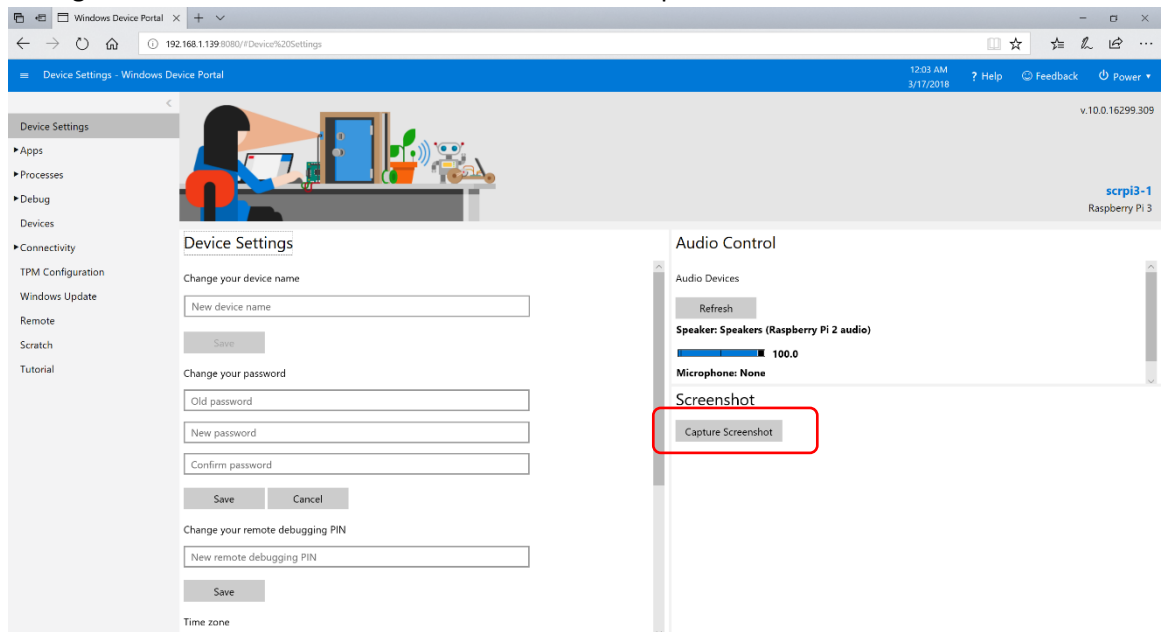 Windows Device Portal
192.168.1.139:8080/#Device%20Settings
Device Settings - Windows Device Portal
12:03 AM
3/17/2018
? Help
Feedback
Power
v.10.0.16299.309
scrpi3-1
Raspberry Pi 3
Device Settings
Apps
Processes
Debug
Devices
Connectivity
TPM Configuration
Windows Update
Remote
Scratch
Tutorial
Device Settings
Change your device name
New device name
Save
Change your password
Old password
New password
Confirm password
Save Cancel
Change your remote debugging PIN
New remote debugging PIN
Save
Time zone
Audio Control
Audio Devices
Refresh
Speaker: Speakers (Raspberry Pi 2 audio)
100.0
Microphone: None
Screenshot
Capture Screenshot